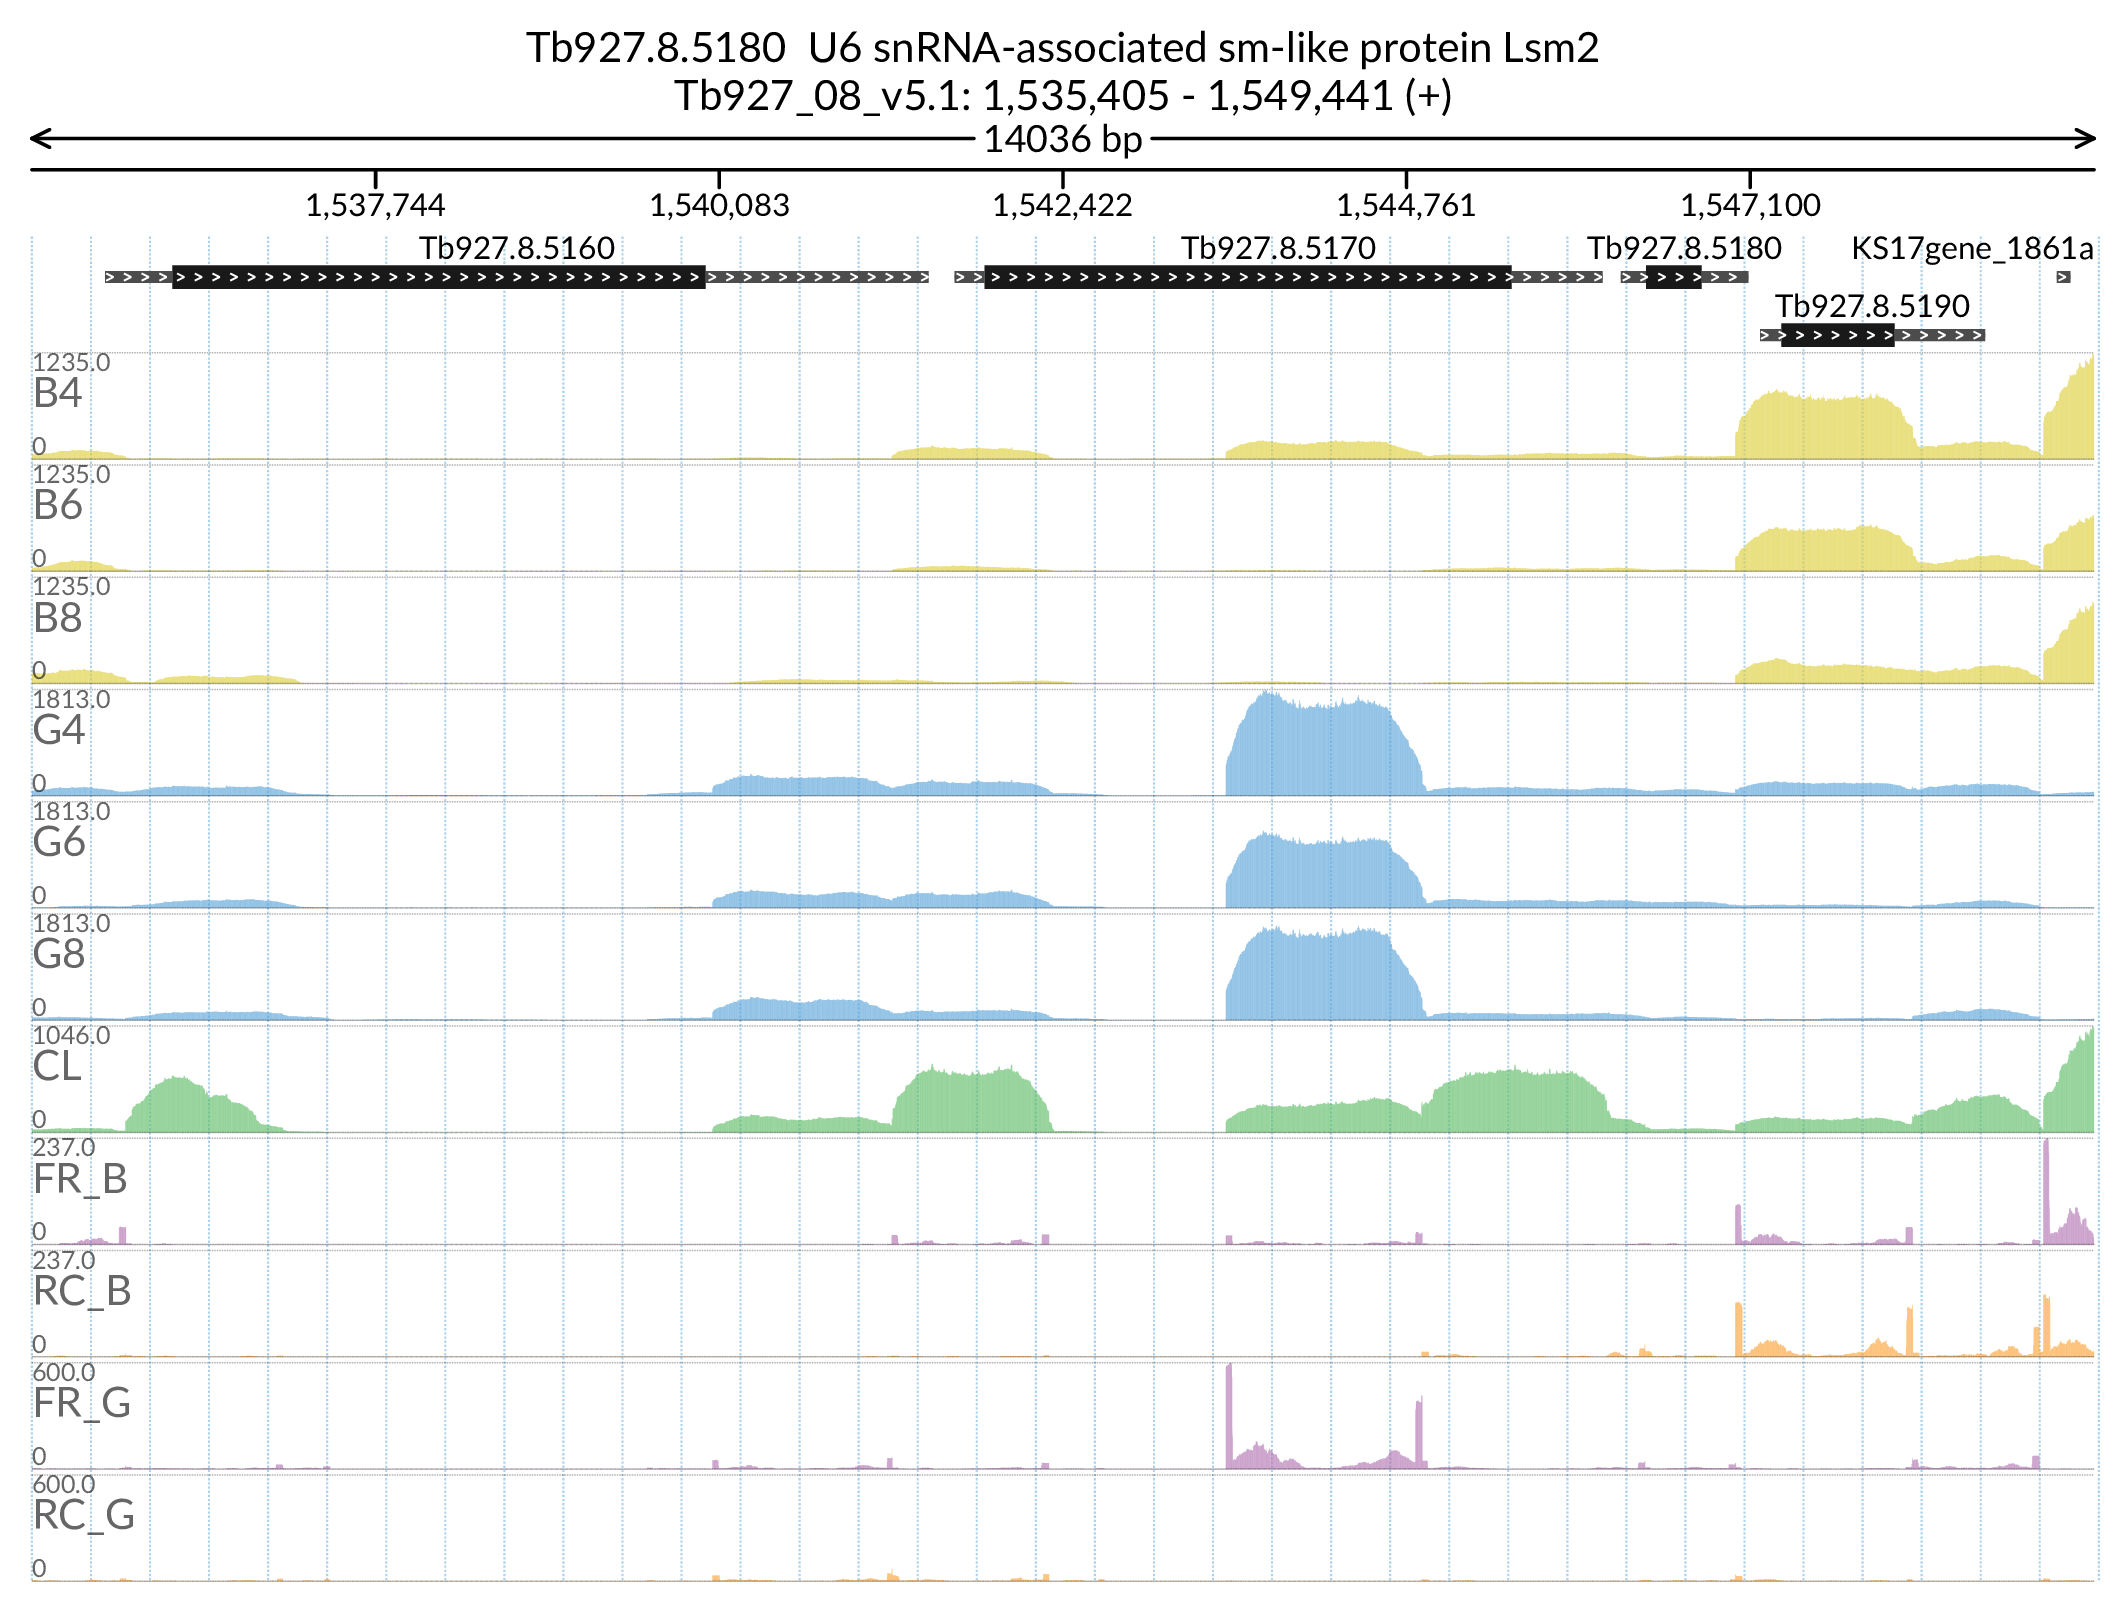 Tb927.8.5180  U6 snRNA-associated sm-like protein Lsm2
Tb927_08_v5.1: 1,535,405 - 1,549,441 (+)
14036 bp
1,537,744 1,540,083 1,542,422 1,544,761 1,547,100
Tb927.8.5160 Tb927.8.5170 Tb927.8.5180 KS17gene_1861a
Tb927.8.5190
1235.0
B4
0
1235.0
B6
0
1235.0
B8
0
1813.0
G4
0
1813.0
G6
0
1813.0
G8
0
1046.0
CL
0
237.0
FR_B
0
237.0
RC_B
0
600.0
FR_G
0
600.0
RC_G
0